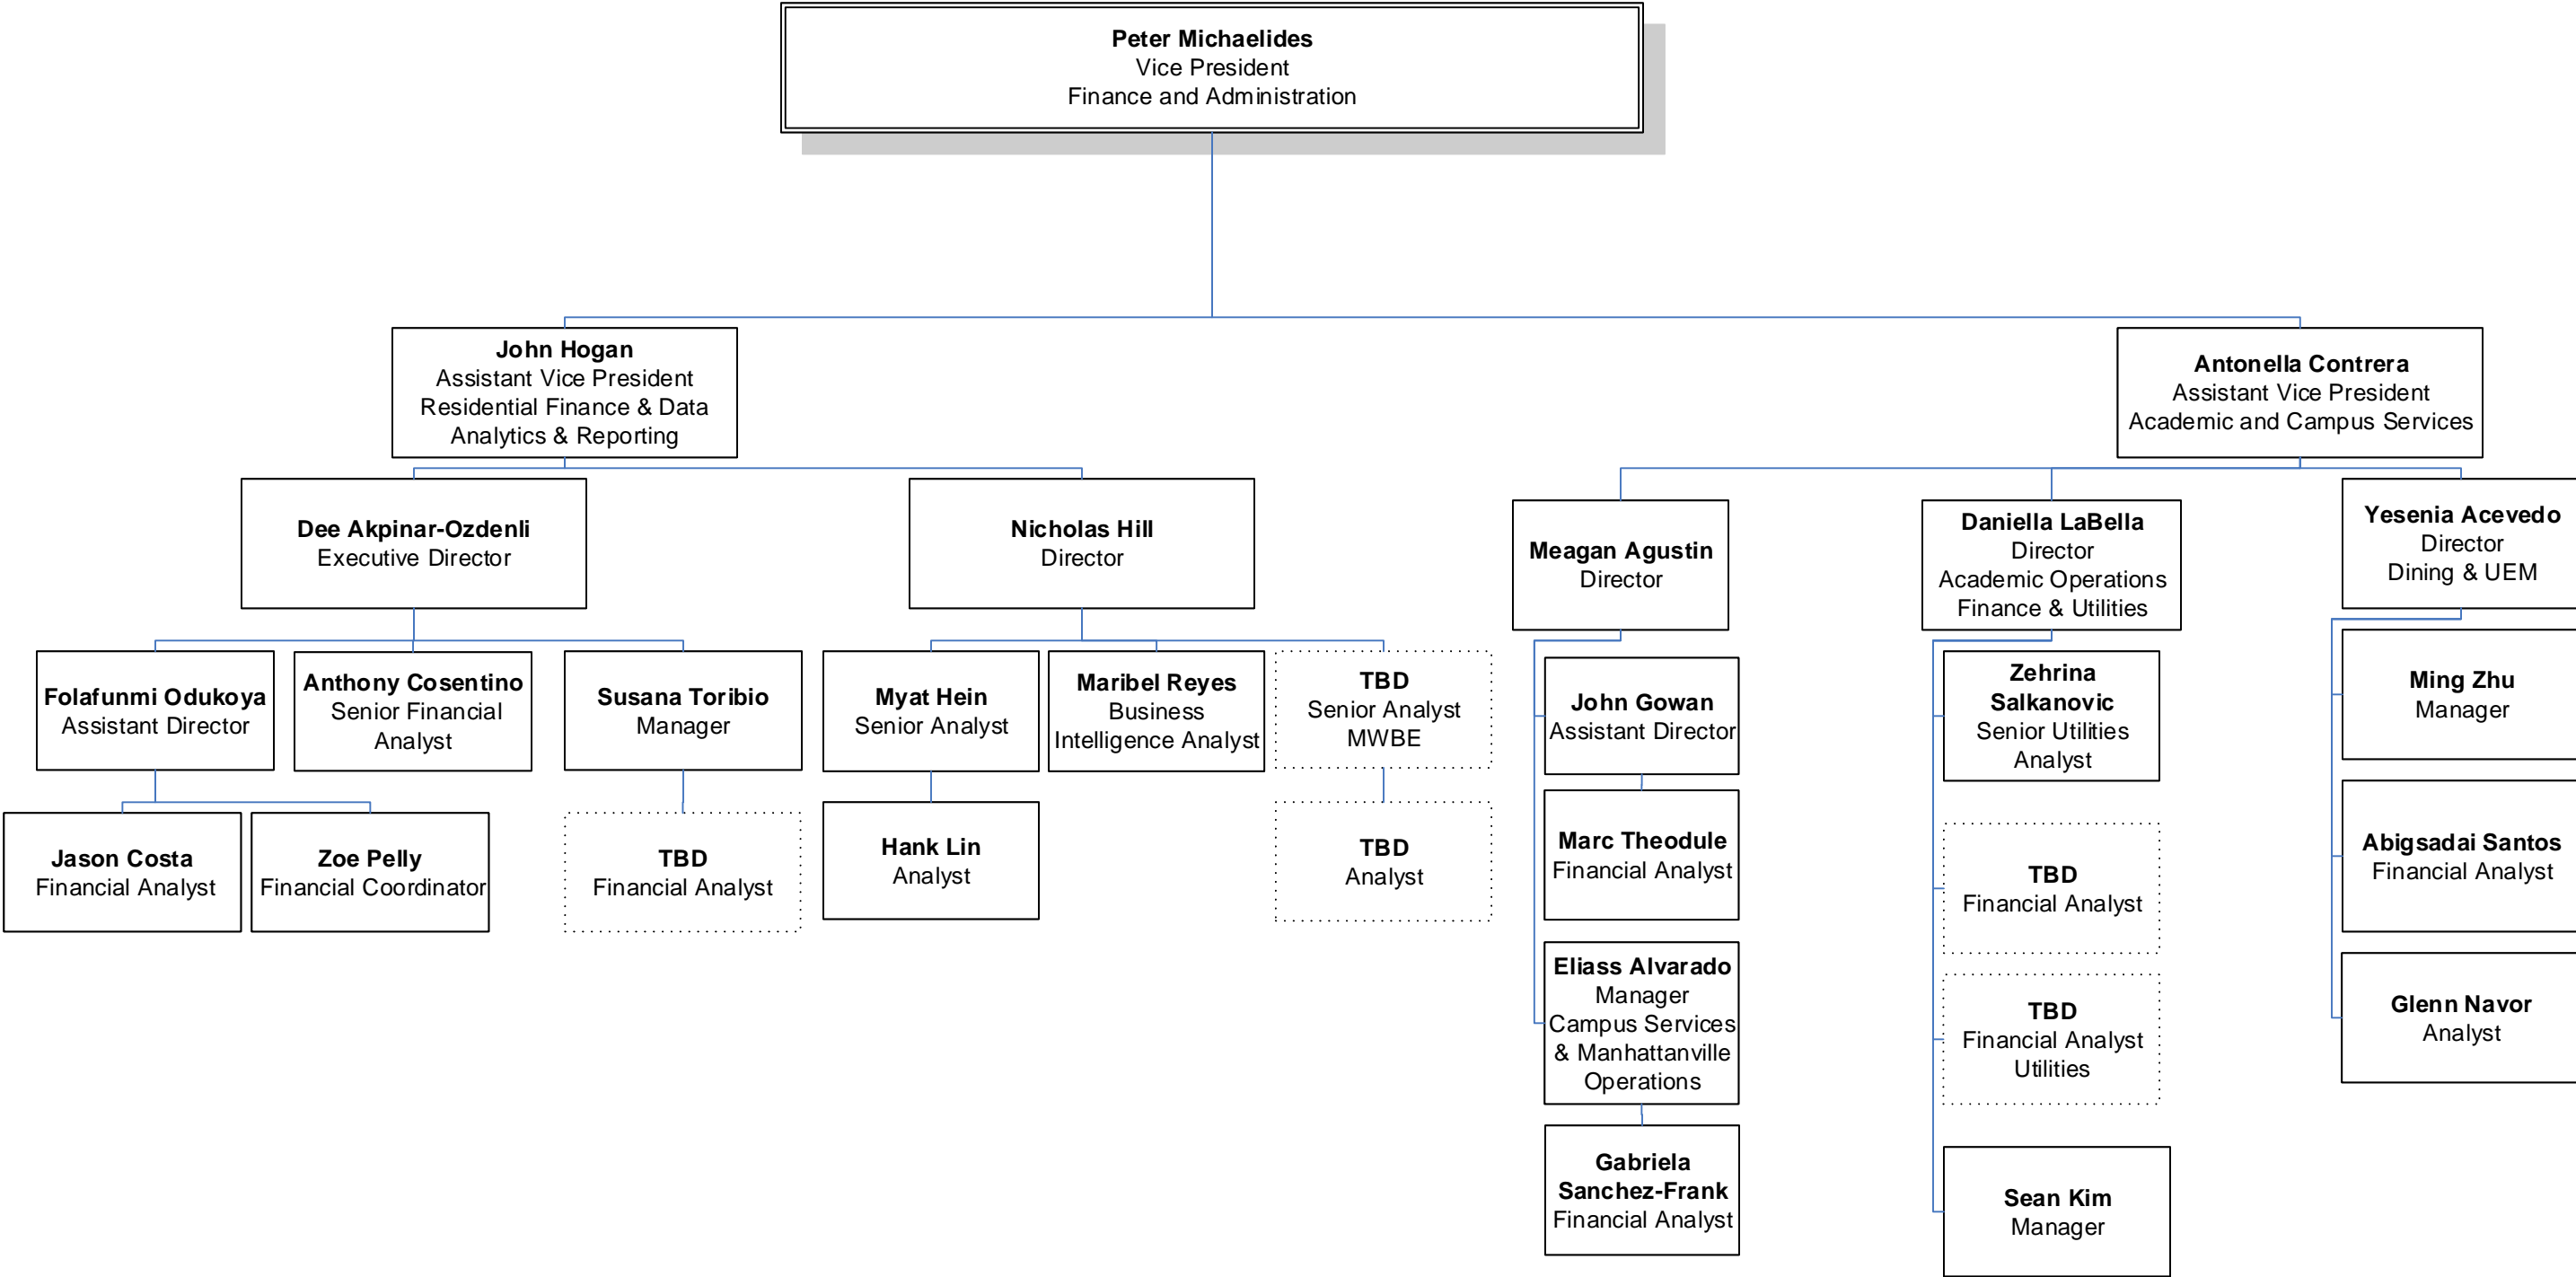 Peter Michaelides
Vice President
Finance and Administration
John Hogan
Assistant Vice President
Residential Finance & Data
Analytics & Reporting
Antonella Contrera
Assistant Vice President
Academic and Campus Services
Dee Akpinar-Ozdenli
Executive Director
Nicholas Hill
Director
Meagan Agustin
Director
Daniella LaBella
Director
Academic Operations
Finance & Utilities
Yesenia Acevedo
Director
Dining & UEM
Folafunmi Odukoya
Assistant Director
Anthony Cosentino
Senior Financial
Analyst
Susana Toribio
Manager
Myat Hein
Senior Analyst
Maribel Reyes
Business
Intelligence Analyst
TBD
Senior Analyst
MWBE
John Gowan
Assistant Director
Zehrina
Salkanovic
Senior Utilities
Analyst
Ming Zhu
Manager
Jason Costa
Financial Analyst
Zoe Pelly
Financial Coordinator
TBD
Financial Analyst
Hank Lin
Analyst
TBD
Analyst
Marc Theodule
Financial Analyst
TBD
Financial Analyst
Abigsadai Santos
Financial Analyst
Eliass Alvarado
Manager
Campus Services
& Manhattanville
Operations
TBD
Financial Analyst
Utilities
Glenn Navor
Analyst
Gabriela
Sanchez-Frank
Financial Analyst
Sean Kim
Manager